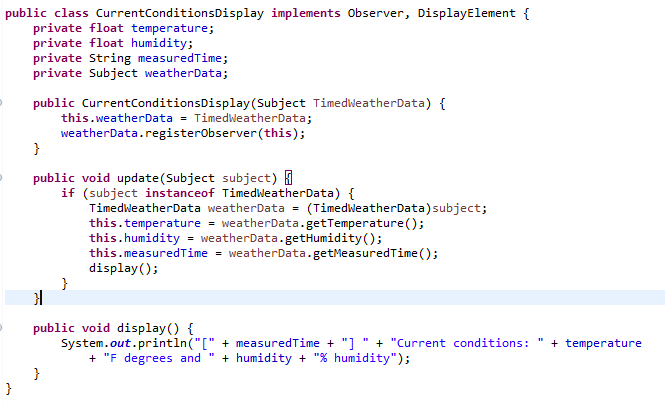 public class CurrentConditionsDisplay implements Observer, DisplayElement {
    private float temperature;
    private float humidity;
    private String measuredTime;
    private Subject weatherData;

    public CurrentConditionsDisplay(Subject TimedWeatherData) {
        this.weatherData = TimedWeatherData;
        weatherData.registerObserver(this);
    }

    public void update(Subject subject) {
        if (subject instanceof TimedWeatherData) {
            TimedWeatherData weatherData = (TimedWeatherData)subject;
            this.temperature = weatherData.getTemperature();
            this.humidity = weatherData.getHumidity();
            this.measuredTime = weatherData.getMeasuredTime();
            display();
        }
    }

    public void display() {
        System.out.println("[" + measuredTime + "] " + "Current conditions: " + temperature
            + "F degrees and " + humidity + "% humidity");
    }
}